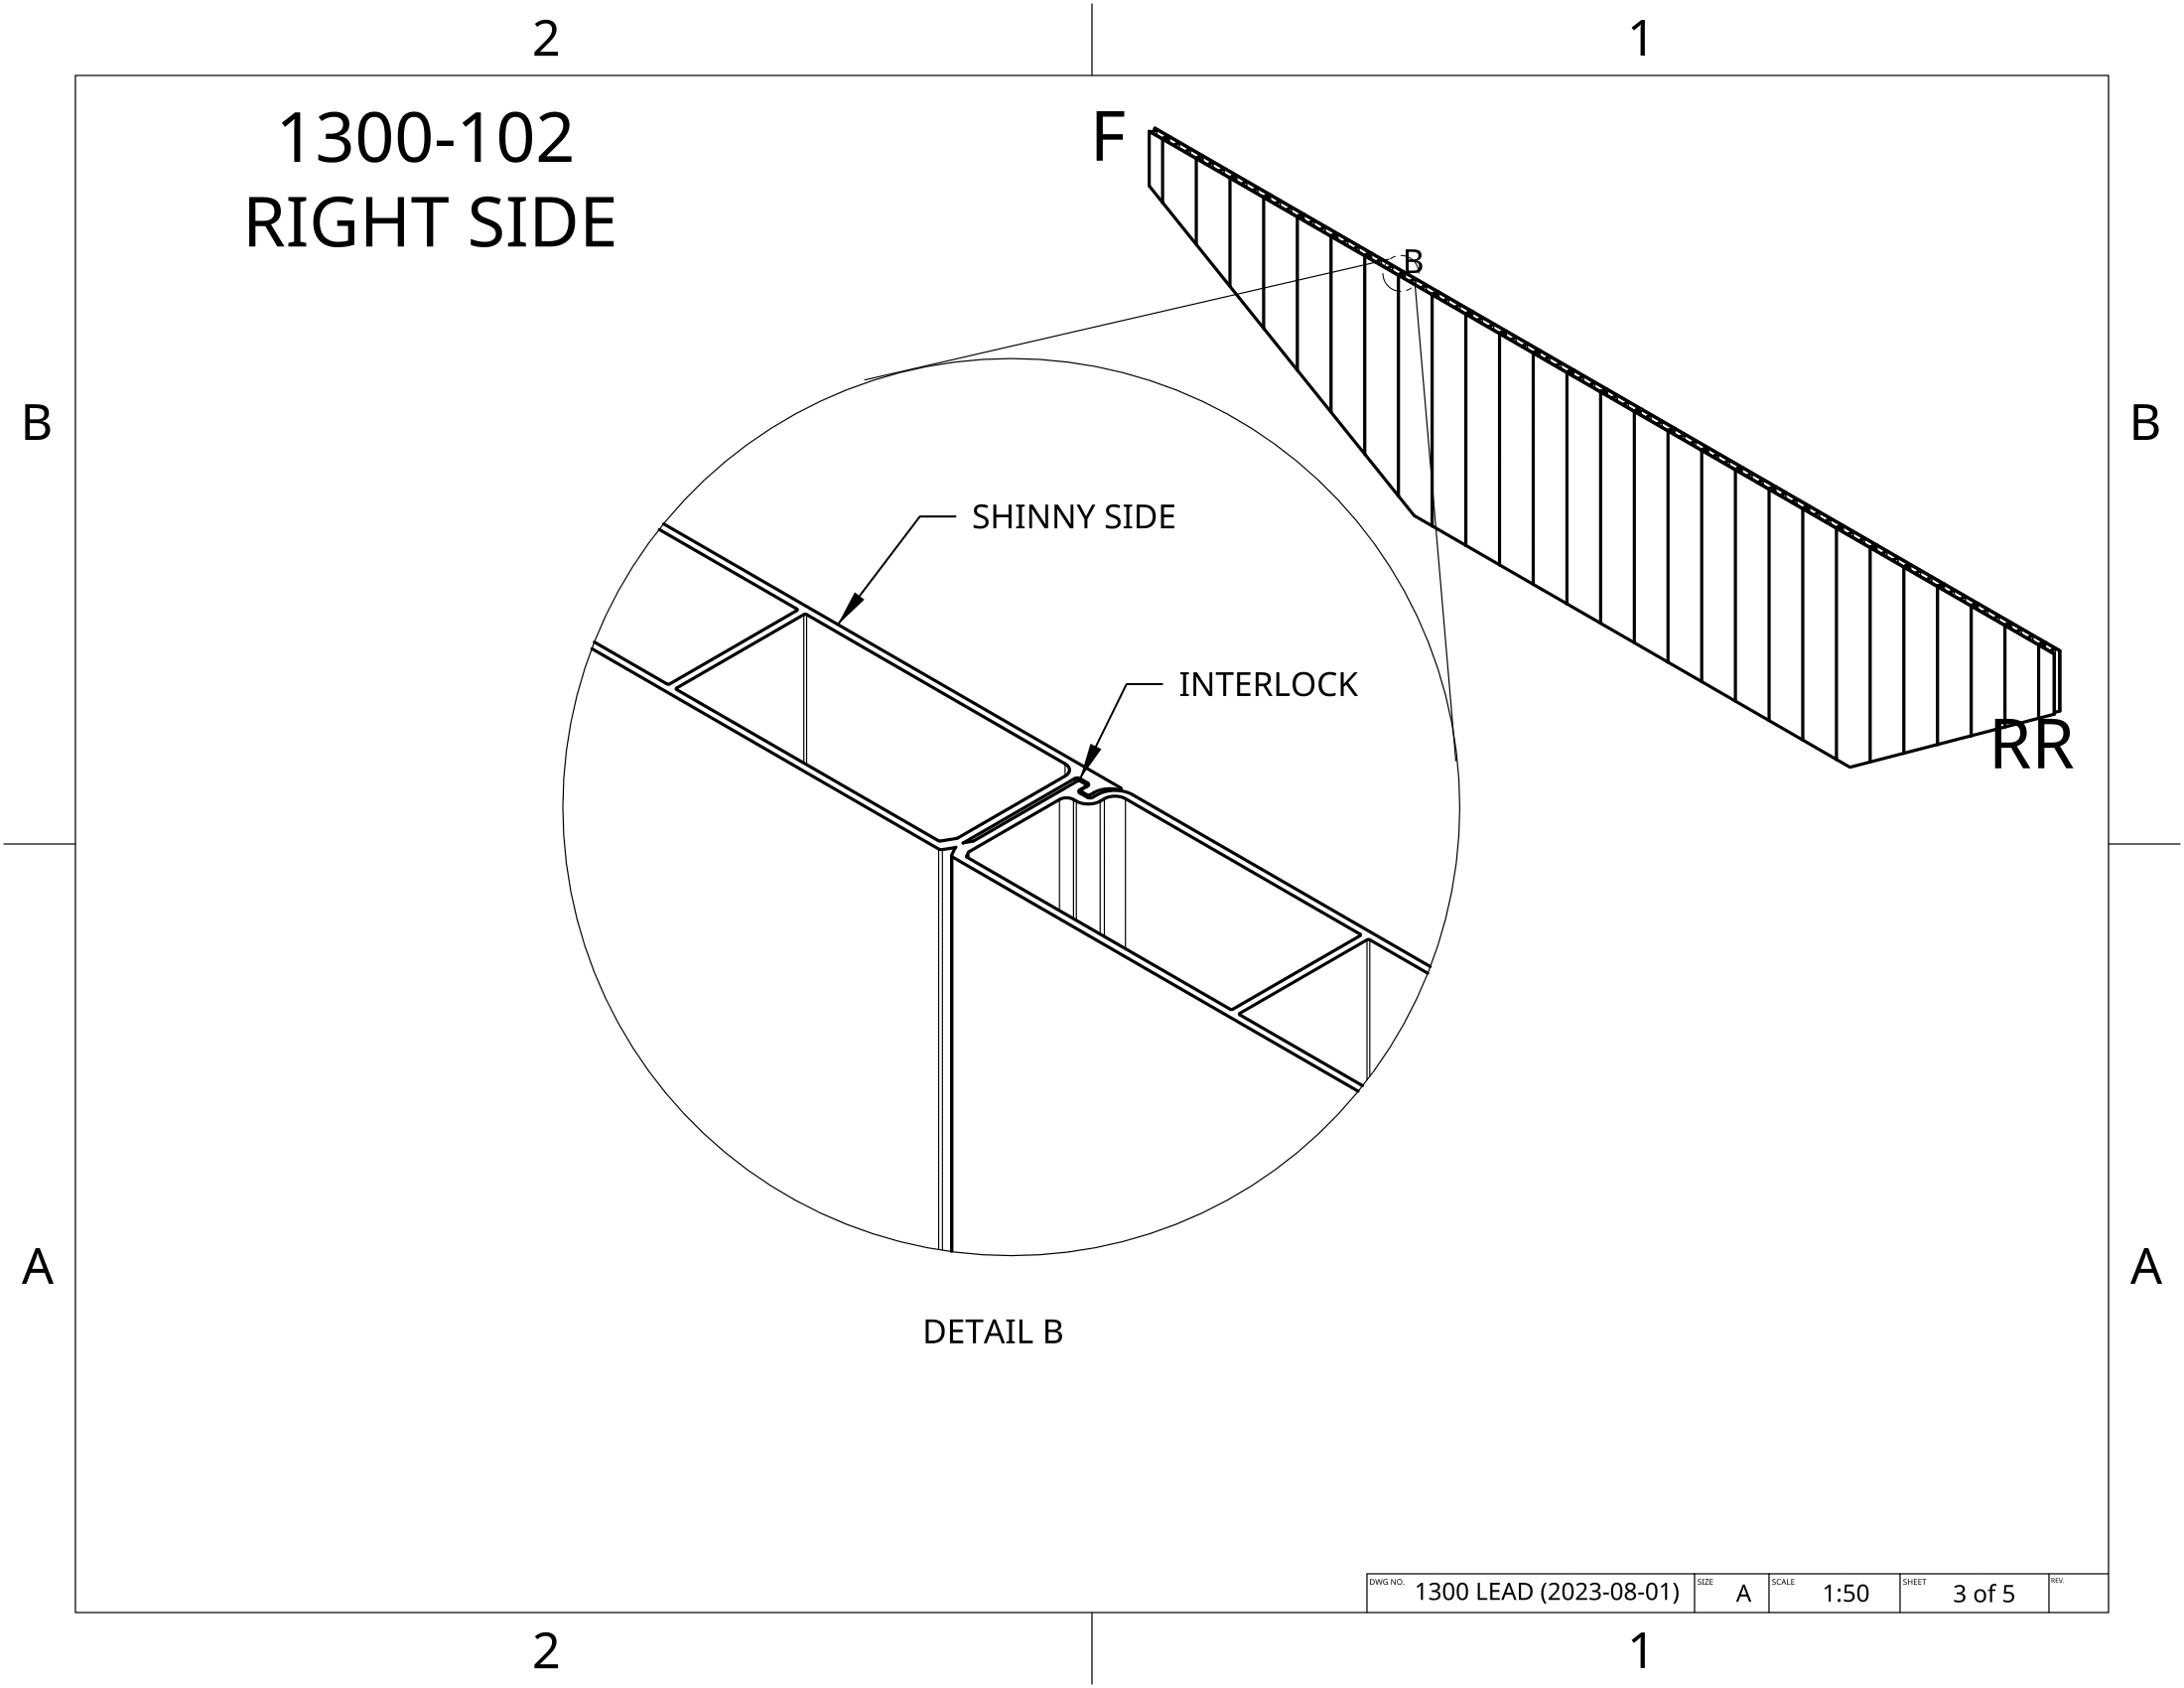 2 1
1300-102
RIGHT SIDE
F
B
B B
SHINNY SIDE
INTERLOCK
RR
A A
DETAIL B
DWG NO. 1300 LEAD (2023-08-01) SIZE A SCALE 1:50 SHEET 3 of 5 REV.
2 1